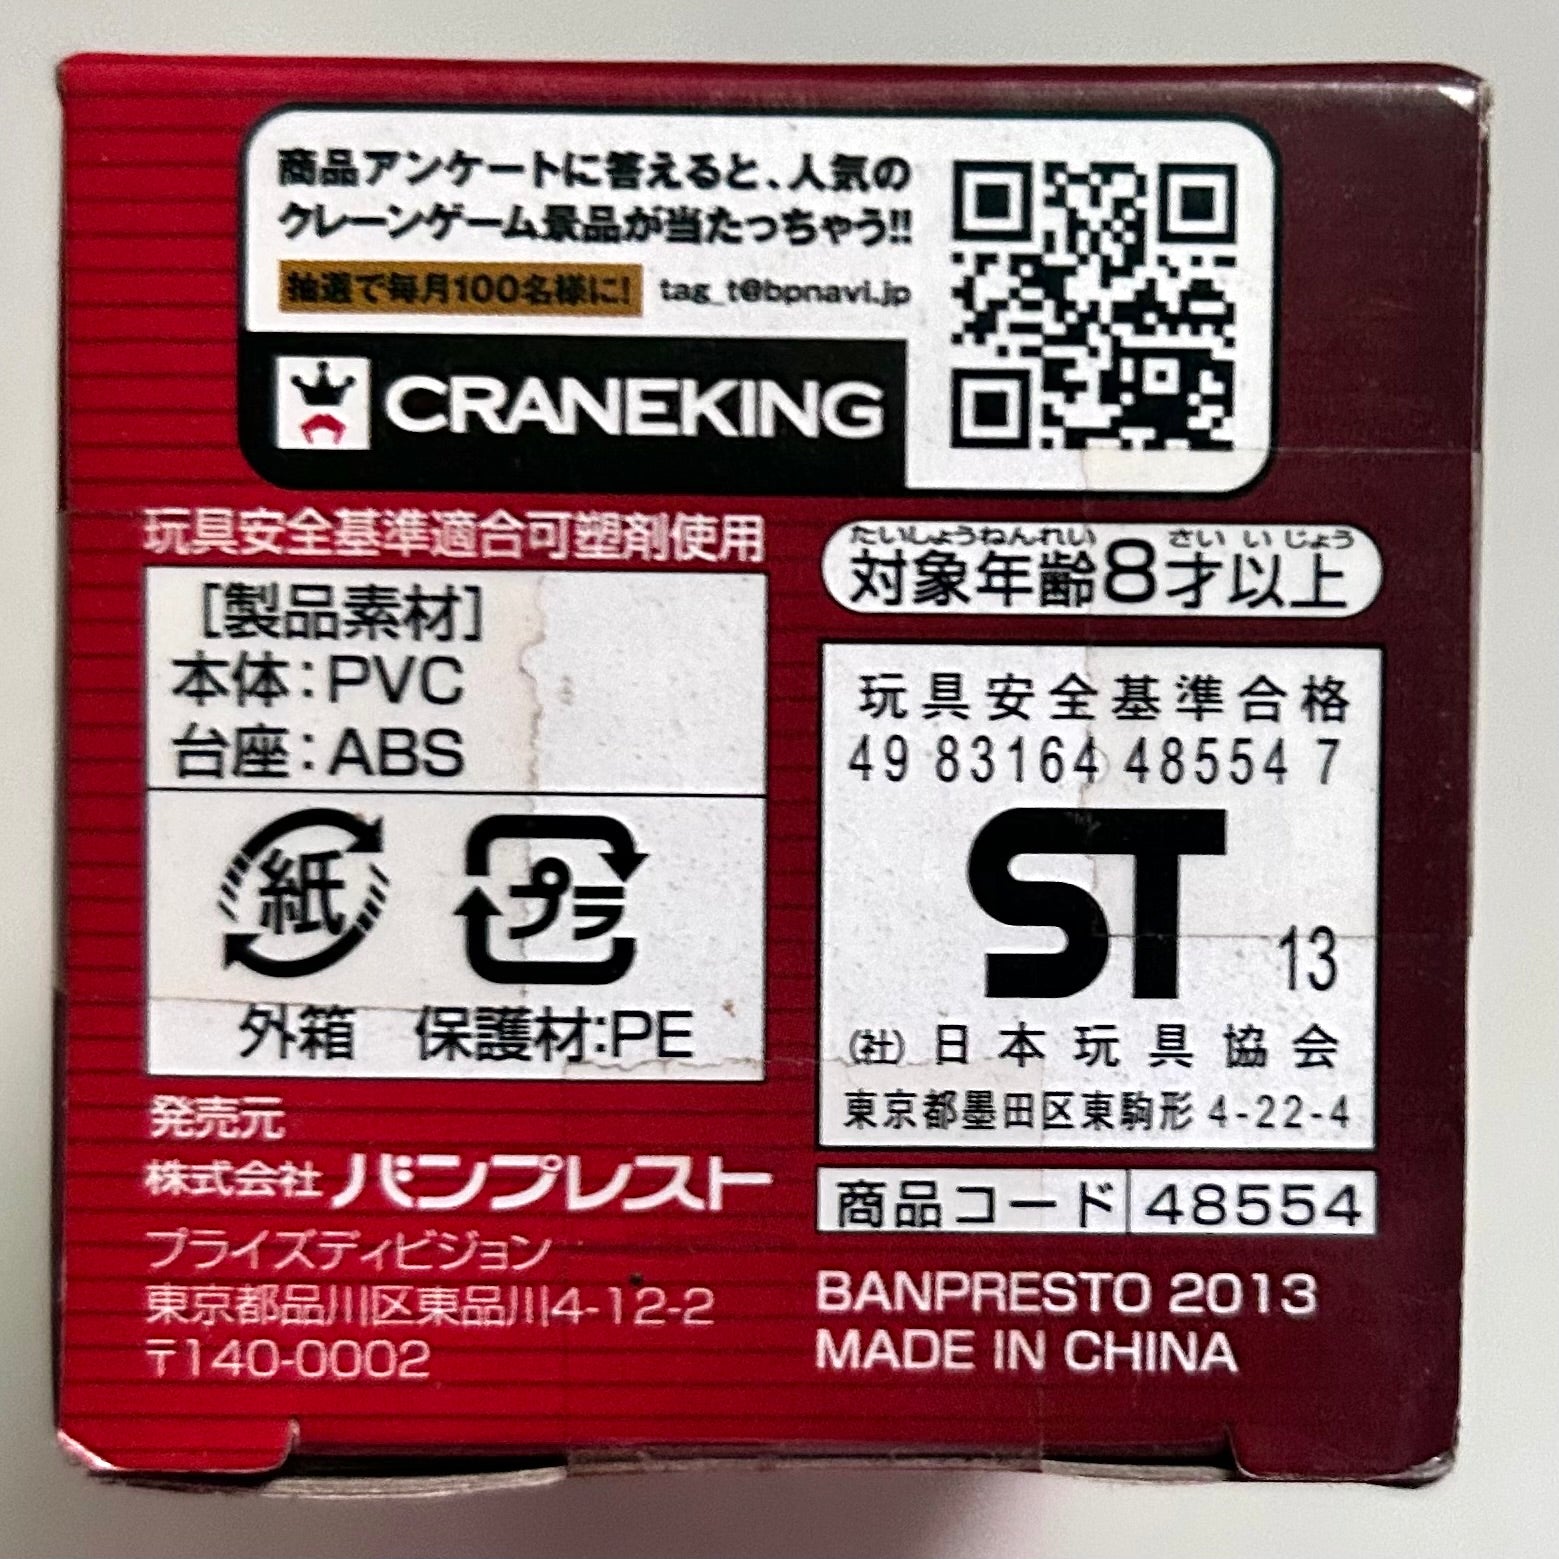 商品アンケートに答えると、人気の
クレーンゲーム景品が当たっちゃう!!
抽選で毎月100名様に! tag_t@bpnavi.jp
CRANEKING
玩具安全基準適合可塑剤使用
[製品素材]
本体:PVC
台座:ABS
紙 プラ
外箱 保護材:PE
発売元
株式会社 バンプレスト
プライズディビジョン
東京都品川区東品川4-12-2
〒140-0002
たいしょうねんれい さい い じょう
対象年齢8才以上
玩具安全基準合格
49 83164 48554 7
ST 13
(社)日本玩具協会
東京都墨田区東駒形 4-22-4
商品コード 48554
BANPRESTO 2013
MADE IN CHINA